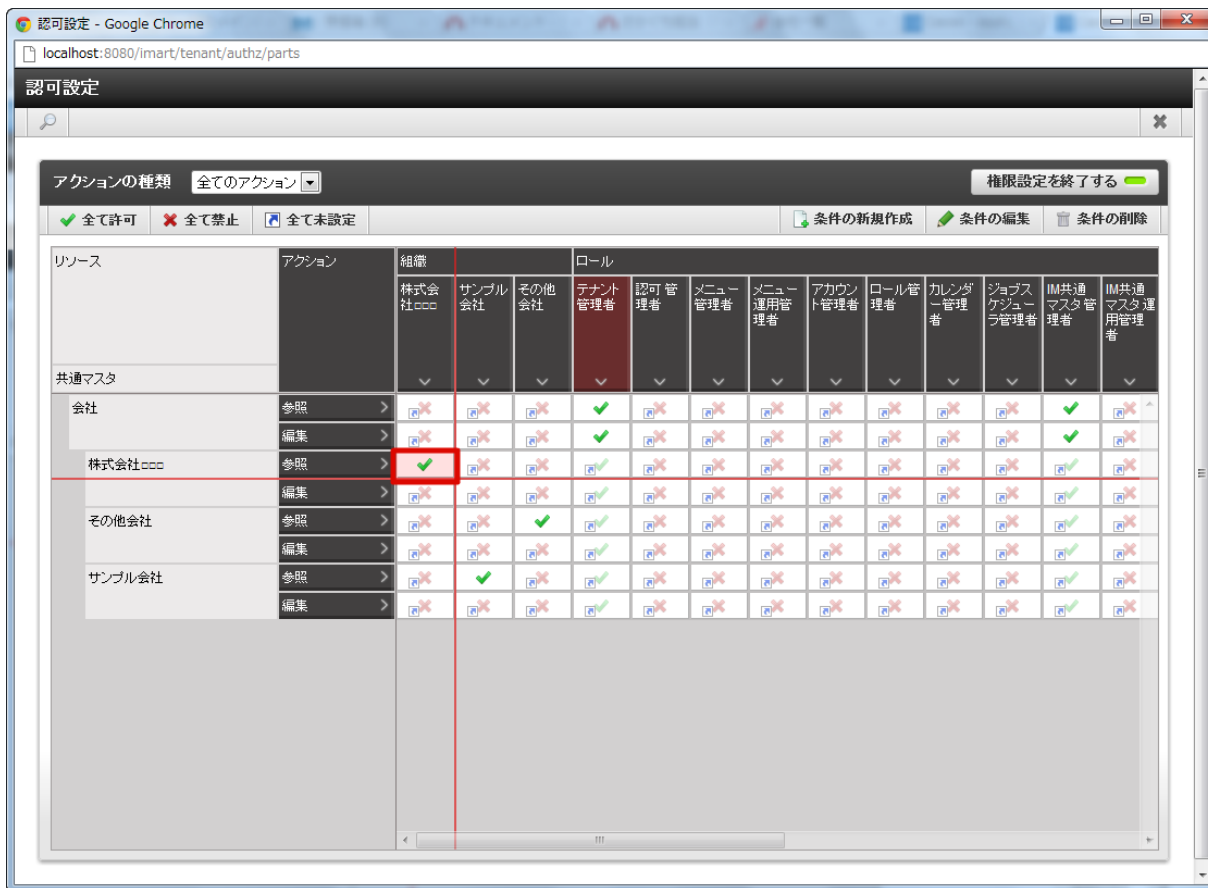 認可設定 - Google Chrome
localhost:8080/imart/tenant/authz/parts
認可設定
アクションの種類 全てのアクション 権限設定を終了する
全て許可 全て禁止 全て未設定 条件の新規作成 条件の編集 条件の削除
リソース アクション 組織 ロール
株式会社□□□ サンプル会社 その他会社 テナント管理者 認可管理者 メニュー管理者 メニュー運用管理者 アカウント管理者 ロール管理者 カレンダー管理者 ジョブスケジューラ管理者 IM共通マスタ管理者 IM共通マスタ運用管理者
共通マスタ
会社 参照
編集
株式会社□□□ 参照
編集
その他会社 参照
編集
サンプル会社 参照
編集